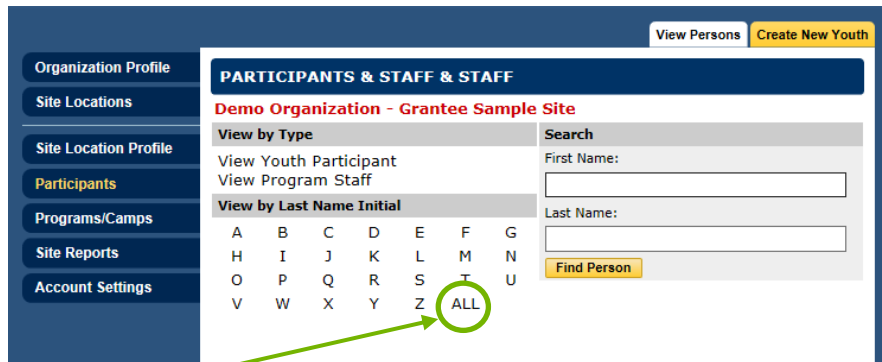 View Persons Create New Youth
Organization Profile
Site Locations
Site Location Profile
Participants
Programs/Camps
Site Reports
Account Settings
PARTICIPANTS & STAFF & STAFF
Demo Organization - Grantee Sample Site
View by Type
View Youth Participant
View Program Staff
View by Last Name Initial
A B C D E F G
H I J K L M N
O P Q R S T U
V W X Y Z ALL
Search
First Name:
Last Name:
Find Person